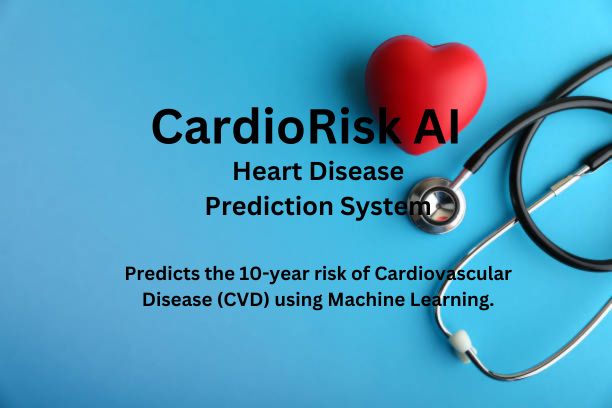 CardioRisk AI
Heart Disease
Prediction System
Predicts the 10-year risk of Cardiovascular
Disease (CVD) using Machine Learning.